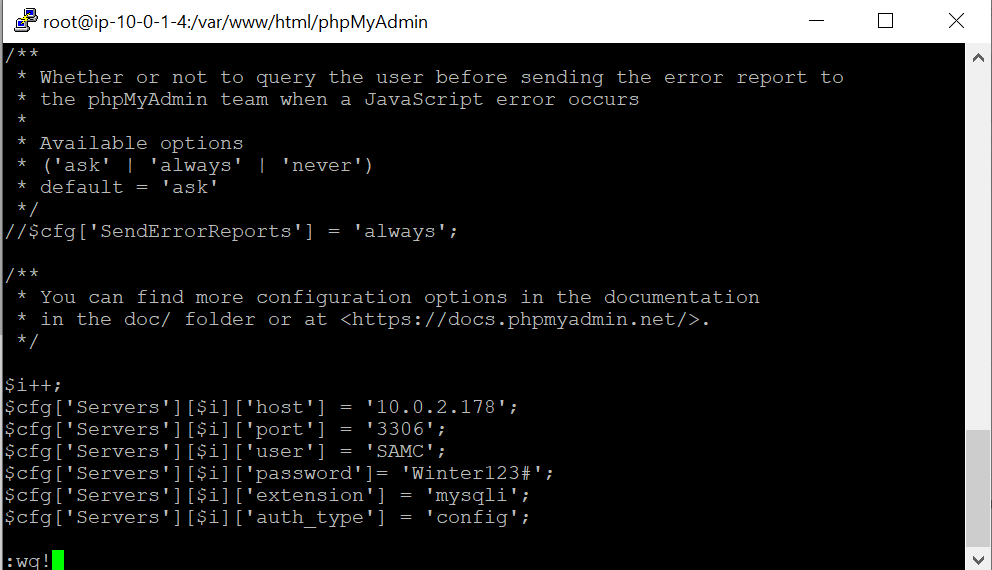 root@ip-10-0-1-4:/var/www/html/phpMyAdmin
/**
 * Whether or not to query the user before sending the error report to
 * the phpMyAdmin team when a JavaScript error occurs
 *
 * Available options
 * ('ask' | 'always' | 'never')
 * default = 'ask'
 */
//$cfg['SendErrorReports'] = 'always';

/**
 * You can find more configuration options in the documentation
 * in the doc/ folder or at <https://docs.phpmyadmin.net/>.
 */

$i++;
$cfg['Servers'][$i]['host'] = '10.0.2.178';
$cfg['Servers'][$i]['port'] = '3306';
$cfg['Servers'][$i]['user'] = 'SAMC';
$cfg['Servers'][$i]['password']= 'Winter123#';
$cfg['Servers'][$i]['extension'] = 'mysqli';
$cfg['Servers'][$i]['auth_type'] = 'config';

:wq!